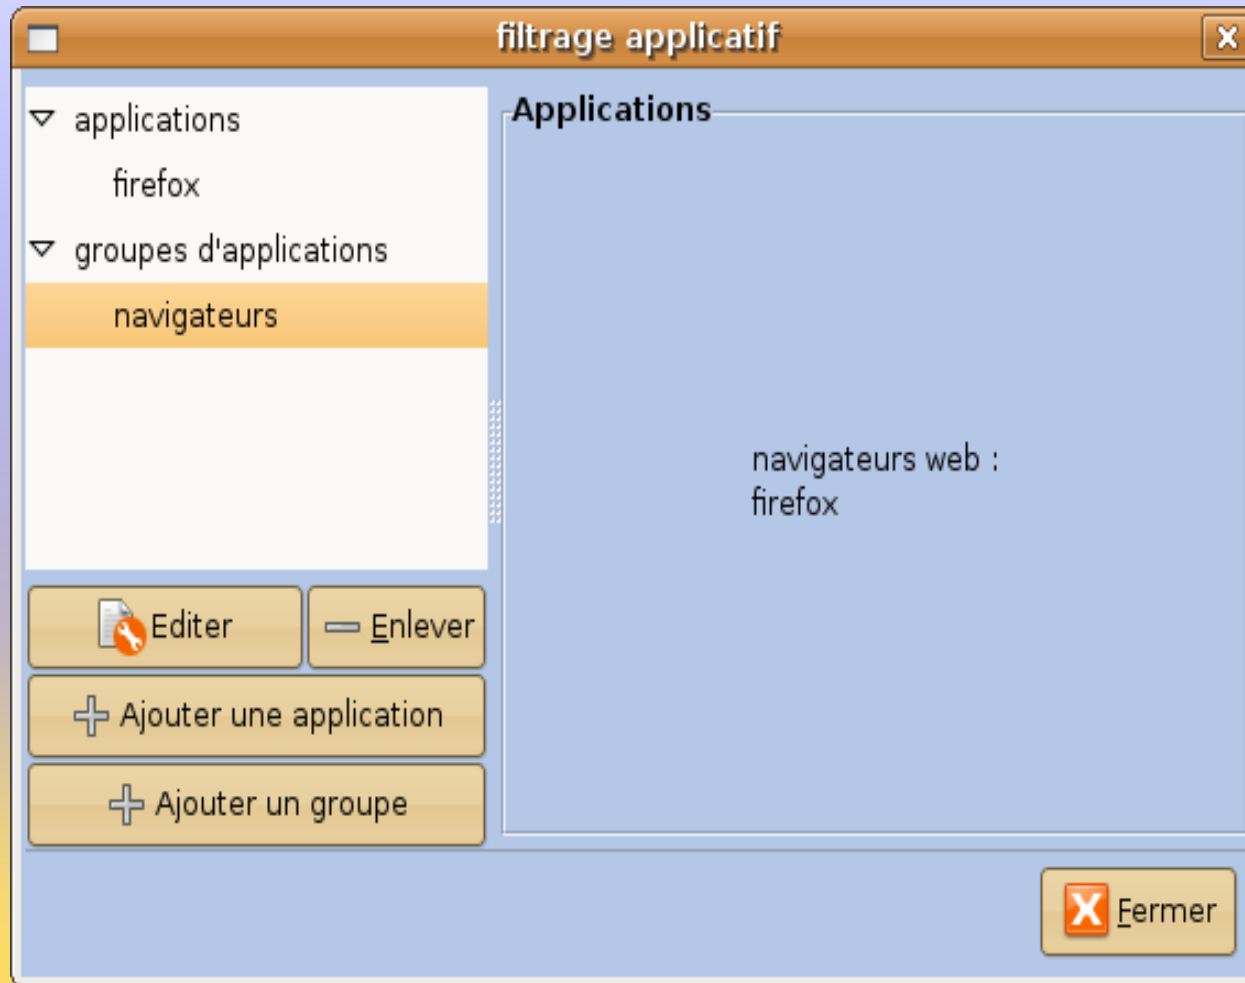 filtrage applicatif
applications
firefox
groupes d'applications
navigateurs
Editer
Enlever
Ajouter une application
Ajouter un groupe
Applications
navigateurs web :
firefox
Fermer